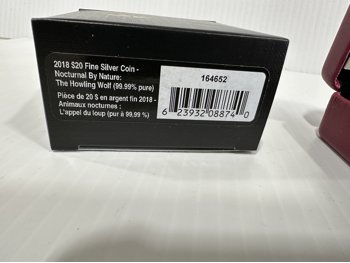 2018 $20 Fine Silver Coin -
Nocturnal By Nature:
The Howling Wolf (99.99% pure)
Pièce de 20 $ en argent fin 2018 -
Animaux nocturnes :
L'appel du loup (pur à 99,99 %)
164652
6 23932 08874 0